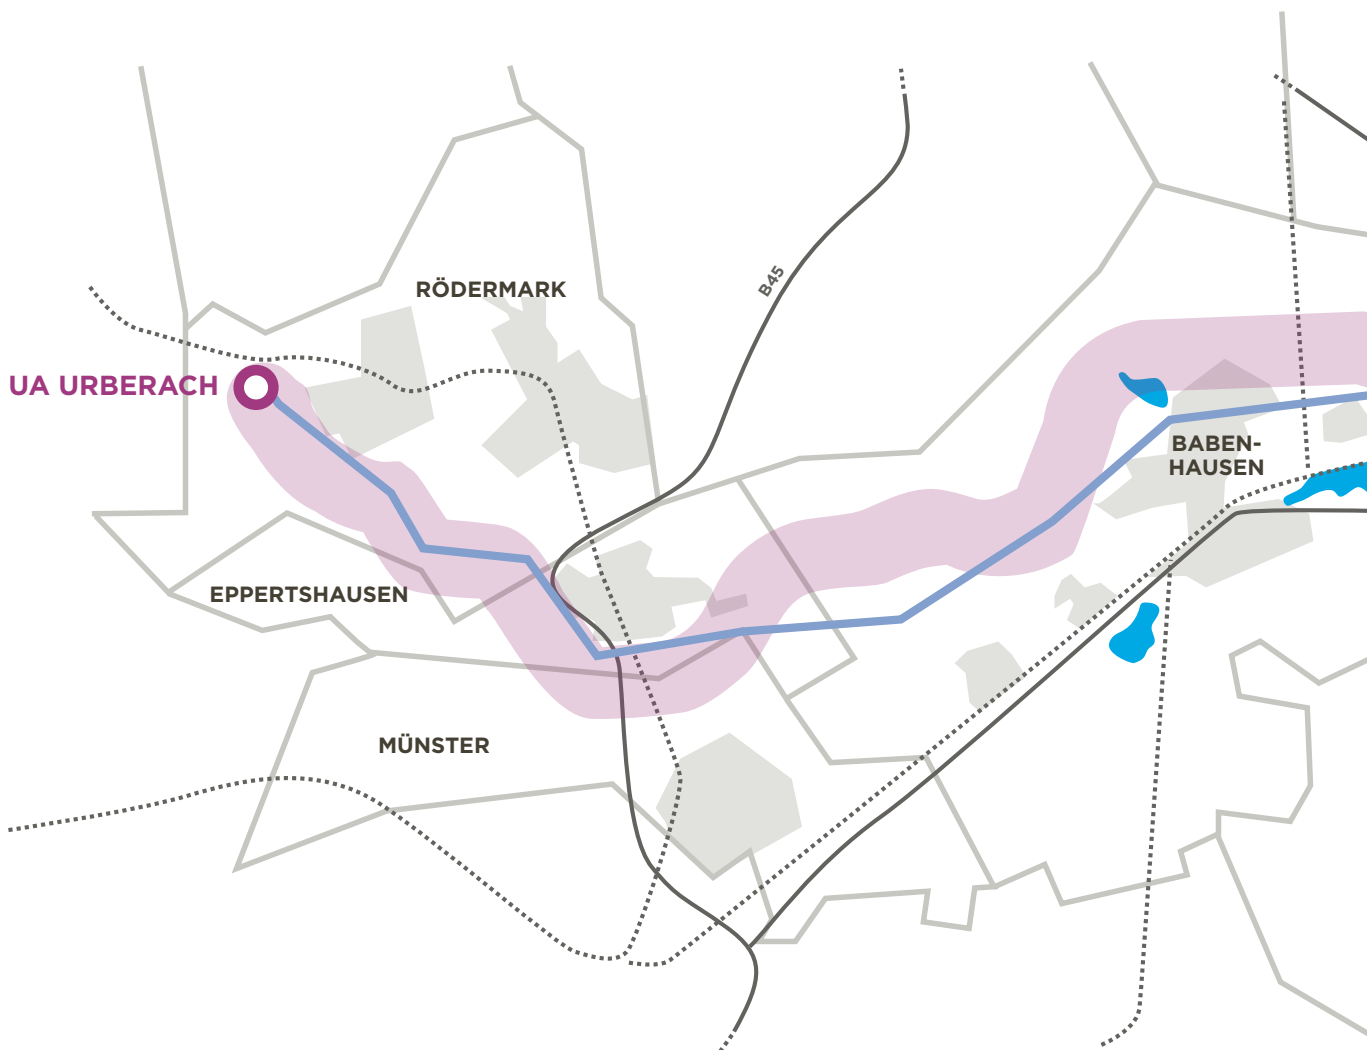 B45
RÖDERMARK
UA URBERACH
BABEN-
HAUSEN
EPPERTSHAUSEN
MÜNSTER